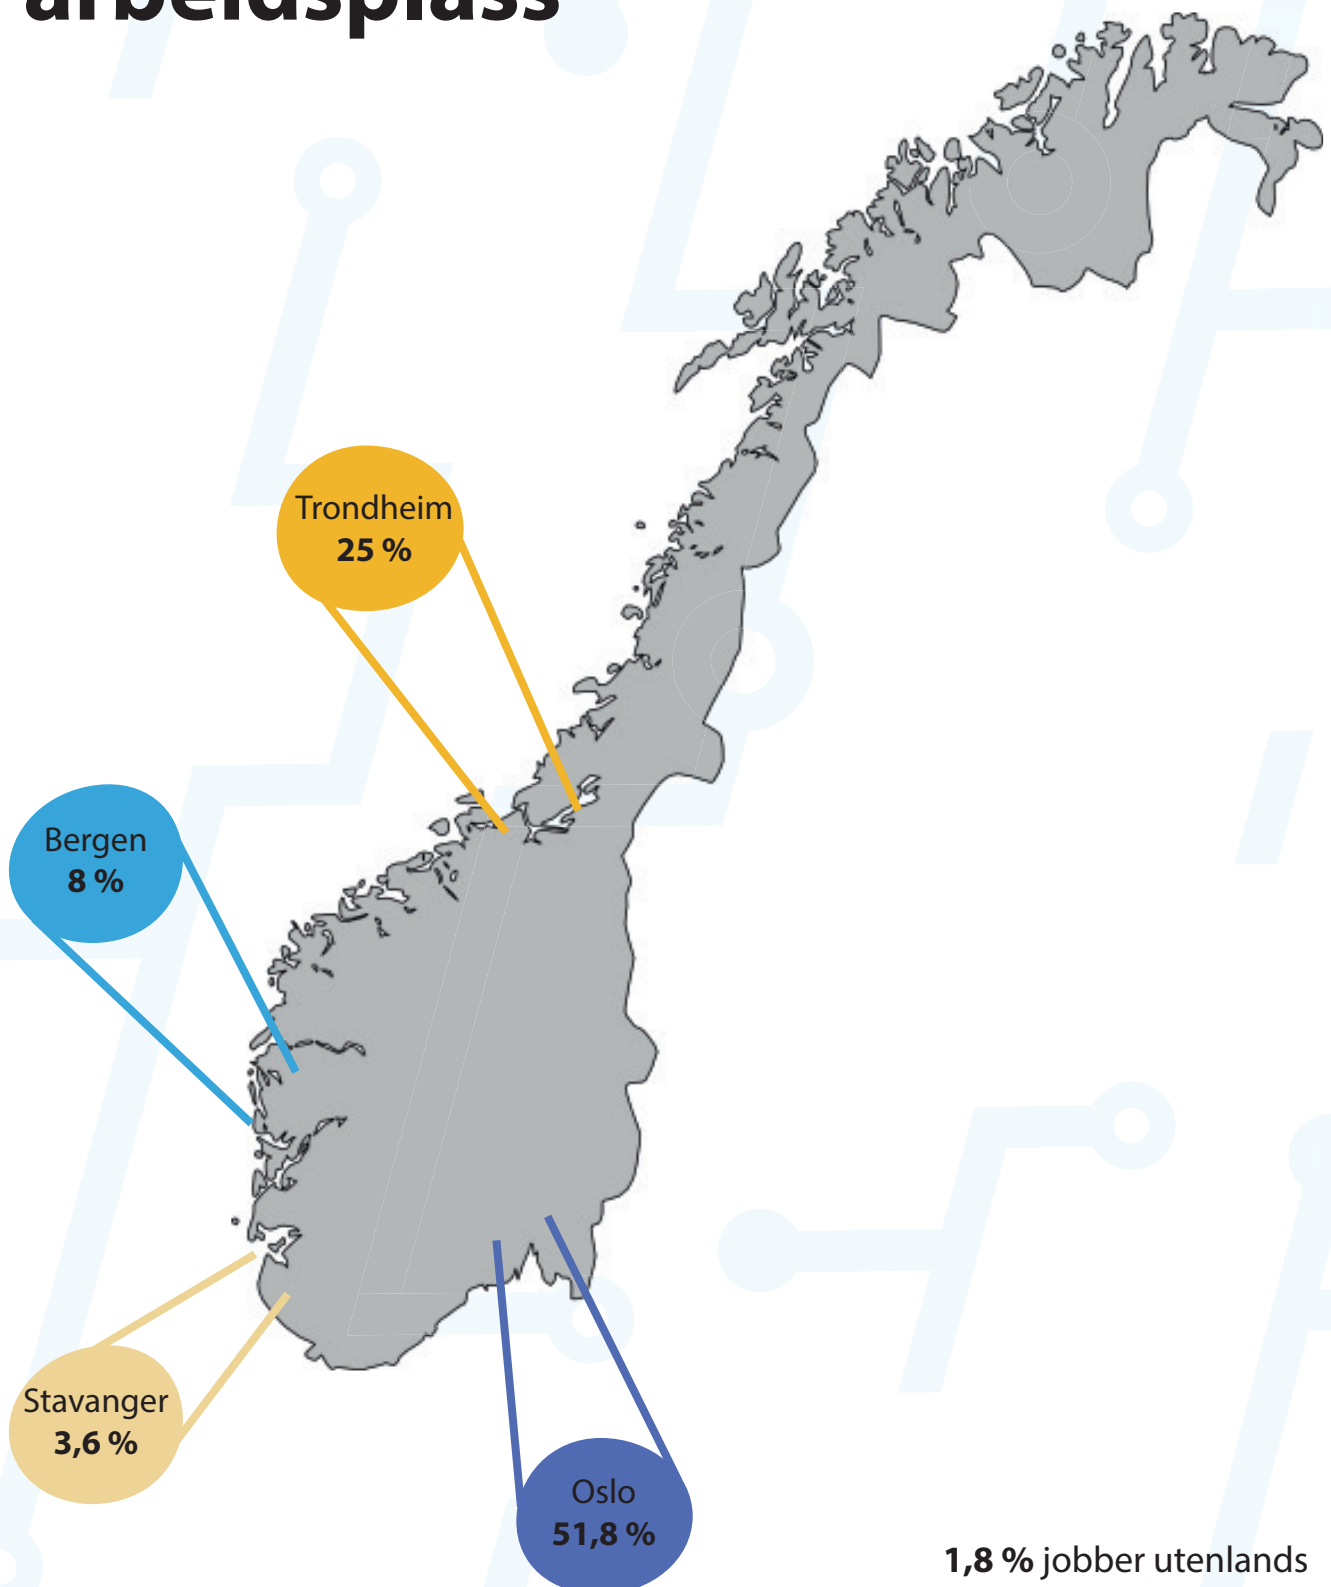 arbeidsplass
Trondheim
25 %
Bergen
8 %
Stavanger
3,6 %
Oslo
51,8 %
1,8 % jobber utenlands